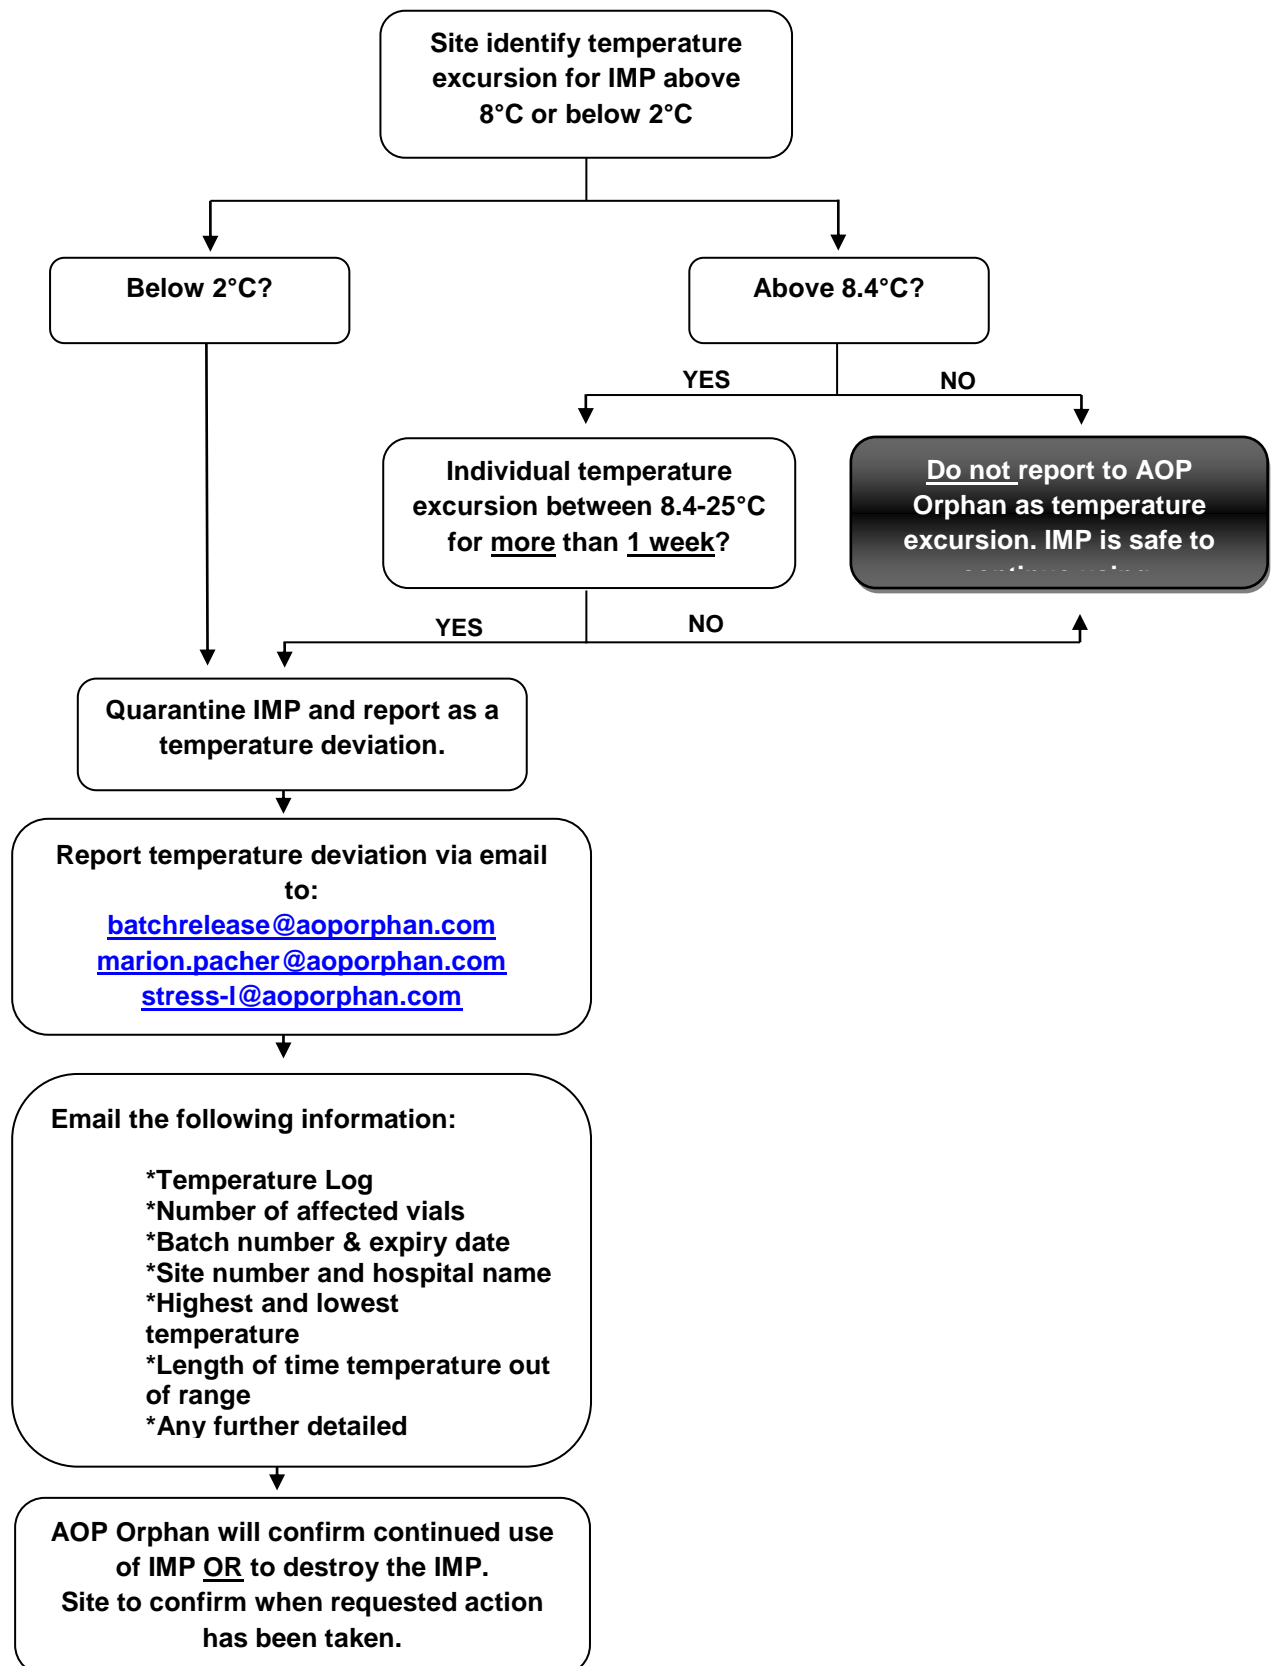 Site identify temperature
excursion for IMP above
8°C or below 2°C
Below 2°C?
Above 8.4°C?
YES
NO
Individual temperature
excursion between 8.4-25°C
for more than 1 week?
Do not report to AOP
Orphan as temperature
excursion. IMP is safe to
YES
NO
Quarantine IMP and report as a
temperature deviation.
Report temperature deviation via email
to:
batchrelease@aoporphan.com
marion.pacher@aoporphan.com
stress-l@aoporphan.com
Email the following information:
*Temperature Log
*Number of affected vials
*Batch number & expiry date
*Site number and hospital name
*Highest and lowest
temperature
*Length of time temperature out
of range
*Any further detailed
AOP Orphan will confirm continued use
of IMP OR to destroy the IMP.
Site to confirm when requested action
has been taken.